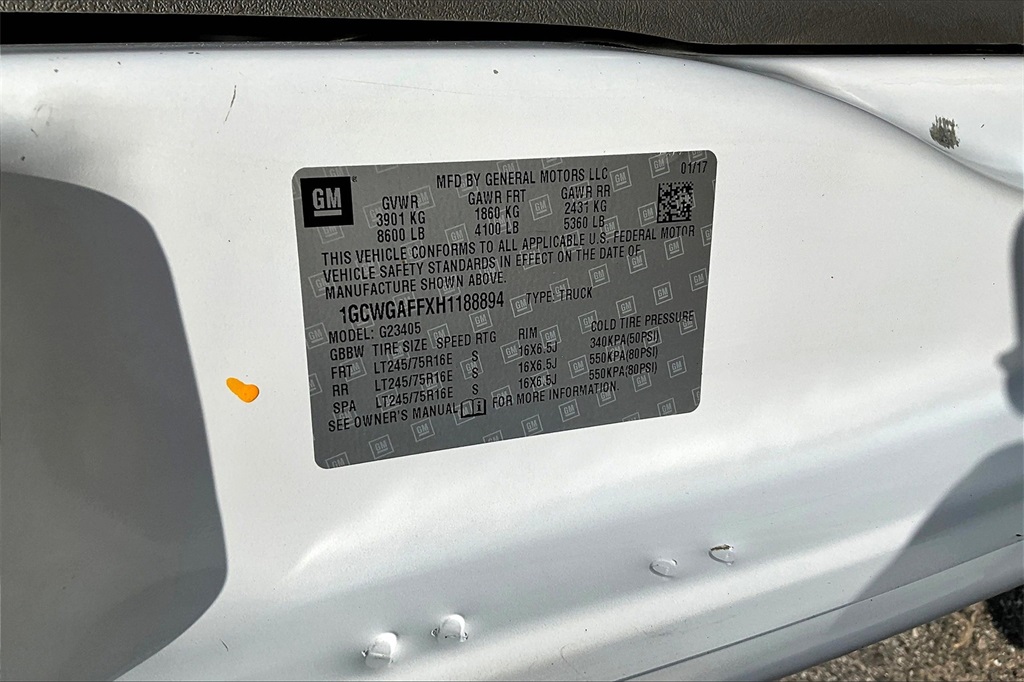 GM
MFD BY GENERAL MOTORS LLC 01/17
GVWR GAWR FRT GAWR RR
3901 KG 1860 KG 2431 KG
8600 LB 4100 LB 5360 LB
THIS VEHICLE CONFORMS TO ALL APPLICABLE U.S. FEDERAL MOTOR
VEHICLE SAFETY STANDARDS IN EFFECT ON THE DATE OF
MANUFACTURE SHOWN ABOVE.
1GCWGAFFXH1188894 TYPE: TRUCK
MODEL: G23405
GBBW TIRE SIZE SPEED RTG RIM COLD TIRE PRESSURE
FRT LT245/75R16E S 16X6.5J 340KPA(50PSI)
RR LT245/75R16E S 16X6.5J 550KPA(80PSI)
SPA LT245/75R16E S 16X6.5J 550KPA(80PSI)
SEE OWNER'S MANUAL FOR MORE INFORMATION.